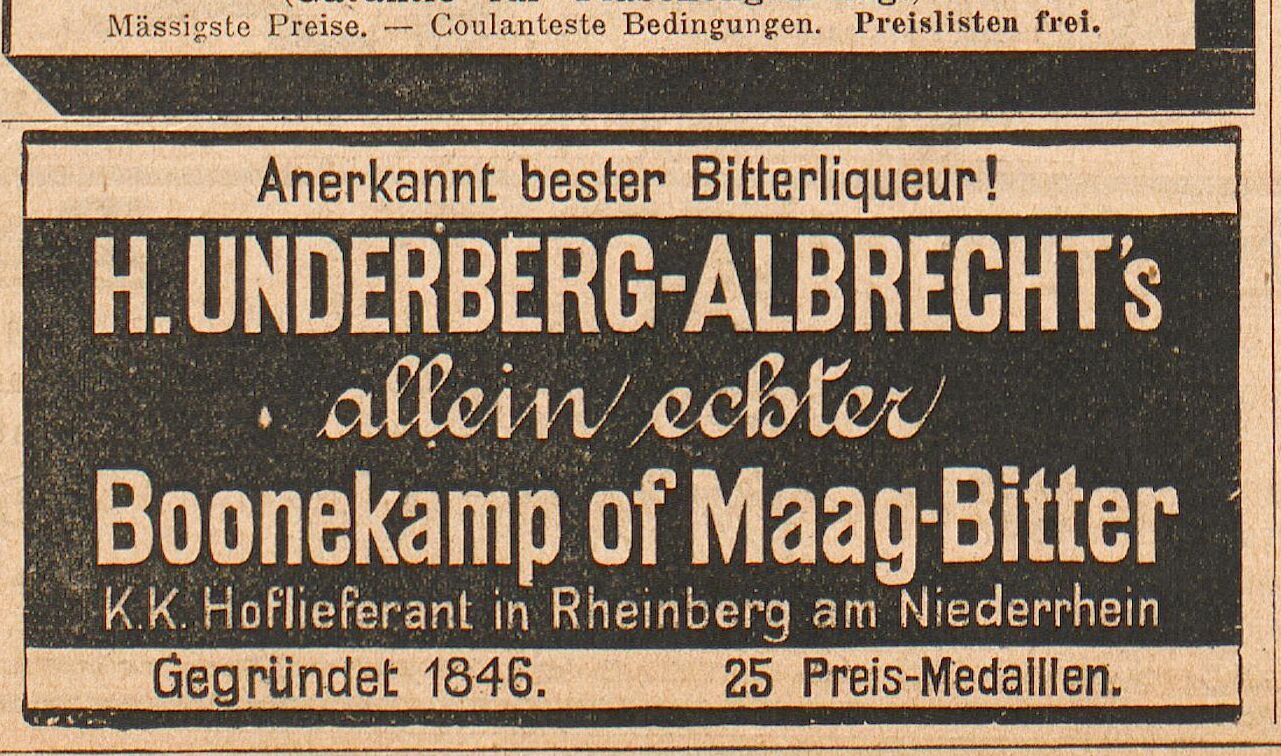 Mässigste Preise. — Coulanteste Bedingungen. Preislisten frei.
Anerkannt bester Bitterliqueur!
H. UNDERBERG-ALBRECHT's
allein echter
Boonekamp of Maag-Bitter
K.K. Hoflieferant in Rheinberg am Niederrhein
Gegründet 1846. 25 Preis-Medaillen.